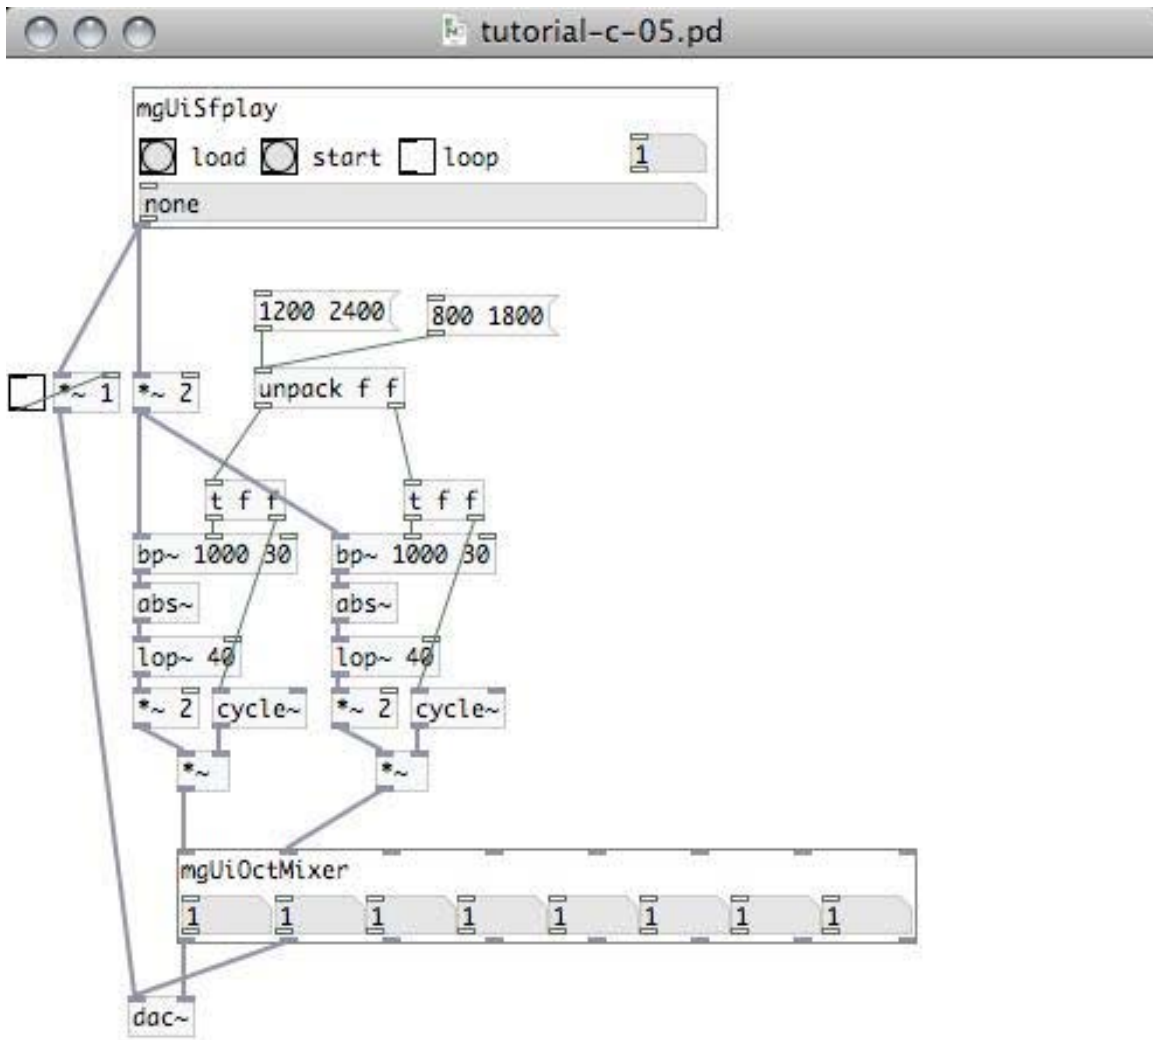 tutorial-c-05.pd
mgUiSfplay
load start loop 1
none
1200 2400 800 1800
*~ 1 *~ 2 unpack f f
t f f t f f
bp~ 1000 30 bp~ 1000 30
abs~ abs~
lop~ 40 lop~ 40
*~ 2 cycle~ *~ 2 cycle~
*~ *~
mgUiOctMixer
1 1 1 1 1 1 1 1
dac~